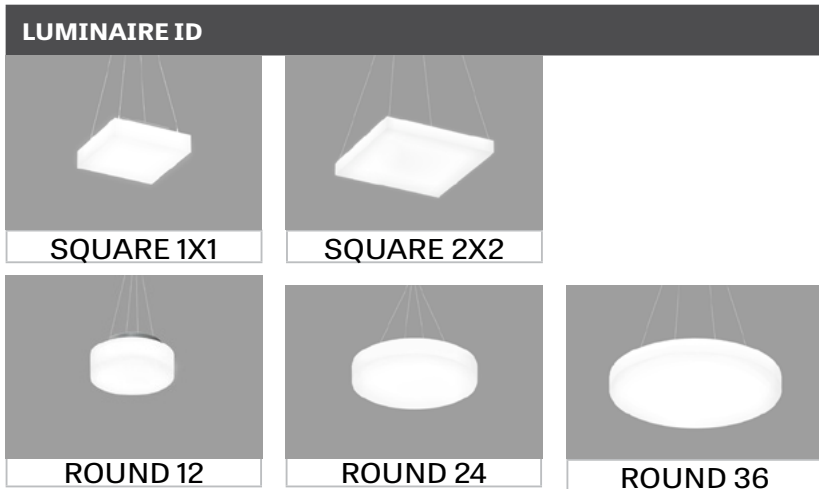 LUMINAIRE ID
SQUARE 1X1
SQUARE 2X2
ROUND 12
ROUND 24
ROUND 36